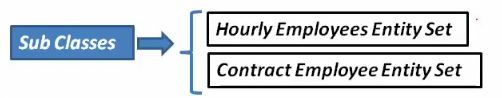 Sub Classes
Hourly Employees Entity Set
Contract Employee Entity Set